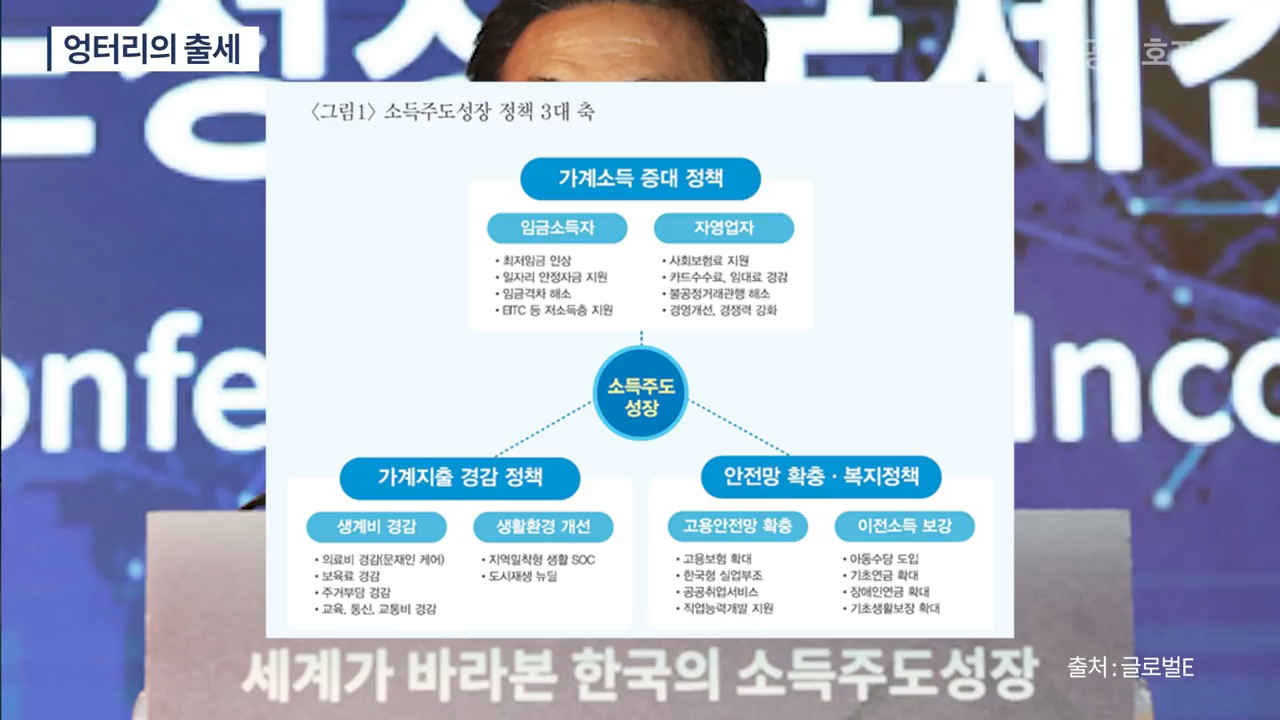 엉터리의 출세
<그림1> 소득주도성장 정책 3대 축
가계소득 증대 정책
임금소득자
• 최저임금 인상
• 일자리 안정자금 지원
• 임금격차 해소
• EITC 등 저소득층 지원
자영업자
• 사회보험료 지원
• 카드수수료, 임대료 경감
• 불공정거래관행 해소
• 경영개선, 경쟁력 강화
소득주도
성장
가계지출 경감 정책
생계비 경감
• 의료비 경감(문재인 케어)
• 보육료 경감
• 주거부담 경감
• 교육, 통신, 교통비 경감
생활환경 개선
• 지역밀착형 생활 SOC
• 도시재생 뉴딜
안전망 확충 · 복지정책
고용안전망 확충
• 고용보험 확대
• 한국형 실업부조
• 공공취업서비스
• 직업능력개발 지원
이전소득 보강
• 아동수당 도입
• 기초연금 확대
• 장애인연금 확대
• 기초생활보장 확대
세계가 바라본 한국의 소득주도성장
출처 : 글로벌E